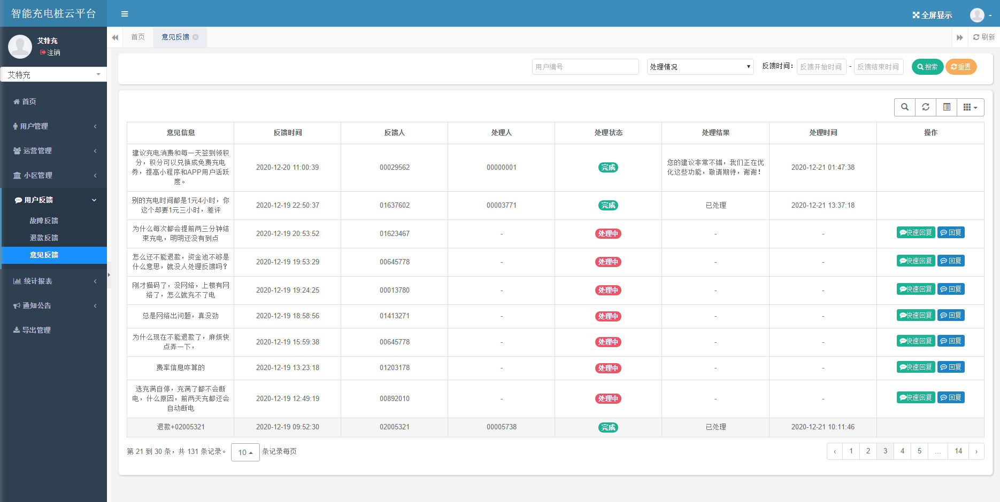 智能充电桩云平台
全屏显示
-
艾特充
注销
艾特充
首页
用户管理
运营管理
小区管理
用户反馈
故障反馈
退款反馈
意见反馈
统计报表
通知公告
导出管理
首页
意见反馈
刷新
用户编号
处理情况
反馈时间：
反馈开始时间
-
反馈结束时间
搜索
重置
意见信息 反馈时间 反馈人 处理人 处理状态 处理结果 处理时间 操作
建议充电消费和每一天签到领积
分，积分可以兑换成免费充电
券，提高小程序和APP用户活跃
度。
2020-12-20 11:00:39 00029562 00000001 完成
您的建议非常不错，我们正在优
化这些功能，敬请期待，谢谢！
2020-12-21 01:47:38
别的充电时间都是1元4小时，你
这个却要1元三小时，差评
2020-12-19 22:50:37 01637602 00003771 完成 已处理 2020-12-21 13:37:18
为什么每次都会提前两三分钟结
束充电，明明还没有到点
2020-12-19 20:53:52 01623467 - 处理中 - - 快速回复 回复
怎么还不能退款，资金池不够是
什么意思，就没人处理反馈吗？
2020-12-19 19:53:29 00645778 - 处理中 - - 快速回复 回复
刚才描码了，没网络，上楼有网
络了，怎么就充不了电
2020-12-19 19:24:25 00013780 - 处理中 - - 快速回复 回复
总是网络出问题，真没劲 2020-12-19 18:58:56 01413271 - 处理中 - - 快速回复 回复
为什么现在不能退款了，麻烦快
点弄一下，
2020-12-19 15:59:38 00645778 - 处理中 - - 快速回复 回复
费率信息咋算的 2020-12-19 13:23:18 01203178 - 处理中 - - 快速回复 回复
选充满自停，充满了都不会断
电，什么原因，前两天充都还会
自动断电
2020-12-19 12:49:19 00892010 - 处理中 - - 快速回复 回复
退款+02005321 2020-12-19 09:52:30 02005321 00005738 完成 已处理 2020-12-21 10:11:46
第 21 到 30 条，共 131 条记录。 10 条记录每页
‹ 1 2 3 4 5 ... 14 ›